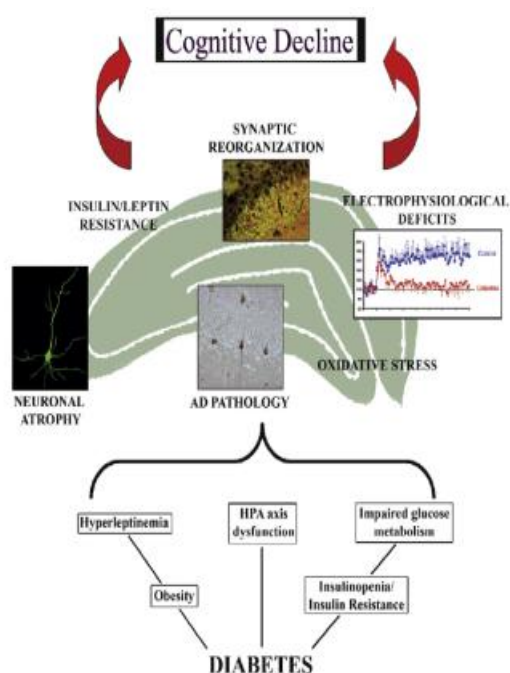 Cognitive Decline
SYNAPTIC
REORGANIZATION
INSULIN/LEPTIN
RESISTANCE
ELECTROPHYSIOLOGICAL
DEFICITS
OXIDATIVE STRESS
NEURONAL
ATROPHY
AD PATHOLOGY
Hyperleptinemia
HPA axis
dysfunction
Impaired glucose
metabolism
Obesity
Insulinopenia/
Insulin Resistance
DIABETES